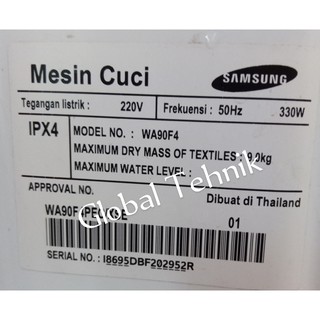 Mesin Cuci
SAMSUNG
Tegangan listrik : 220V Frekuensi : 50Hz 330W
IPX4
MODEL NO. : WA90F4
MAXIMUM DRY MASS OF TEXTILES : 9.0kg
MAXIMUM WATER LEVEL :
APPROVAL NO. Dibuat di Thailand
01
SERIAL NO. : I8695DBF202952R
Global Tehnik